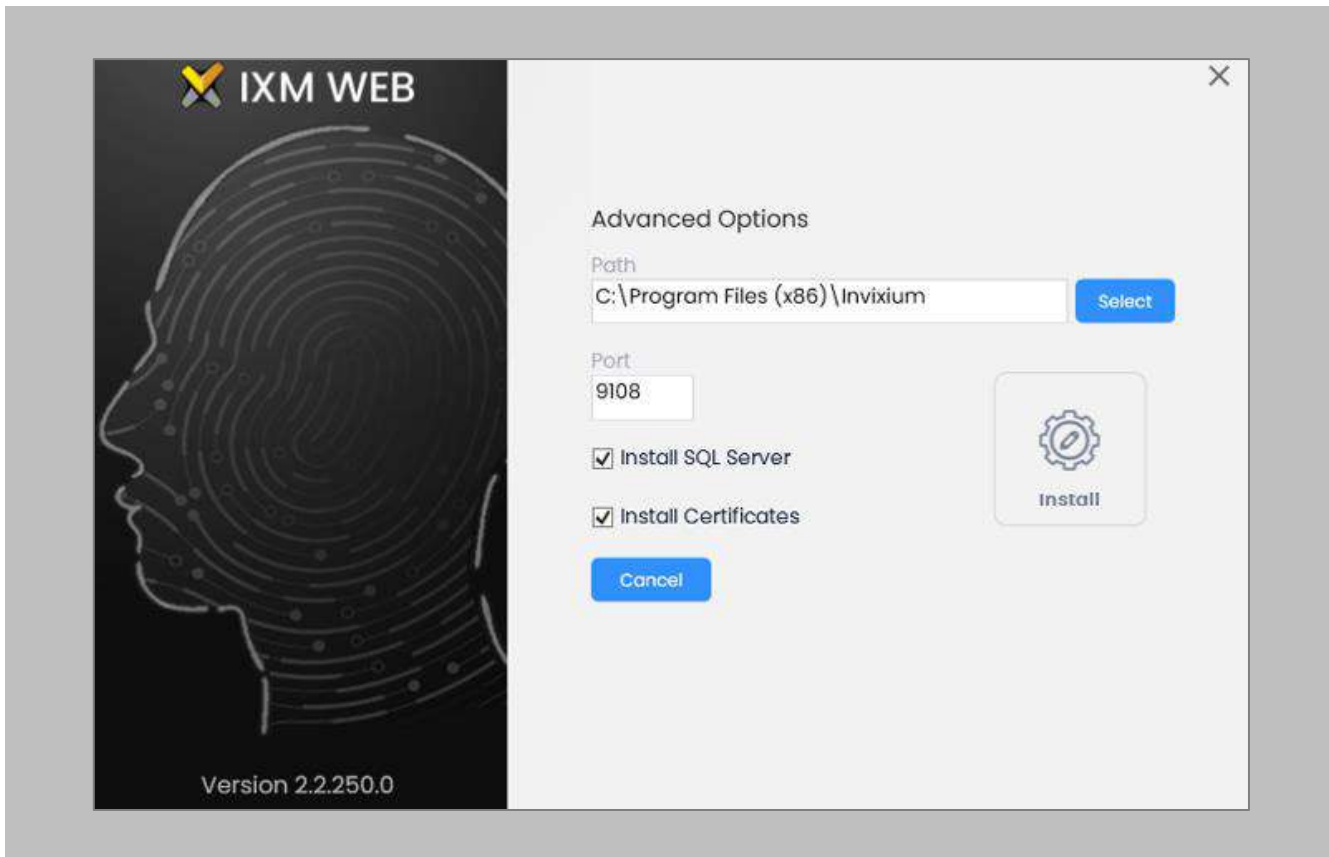 IXM WEB
Advanced Options
Path
C:\Program Files (x86)\Invixium
Select
Port
9108
Install SQL Server
Install Certificates
Install
Cancel
Version 2.2.250.0